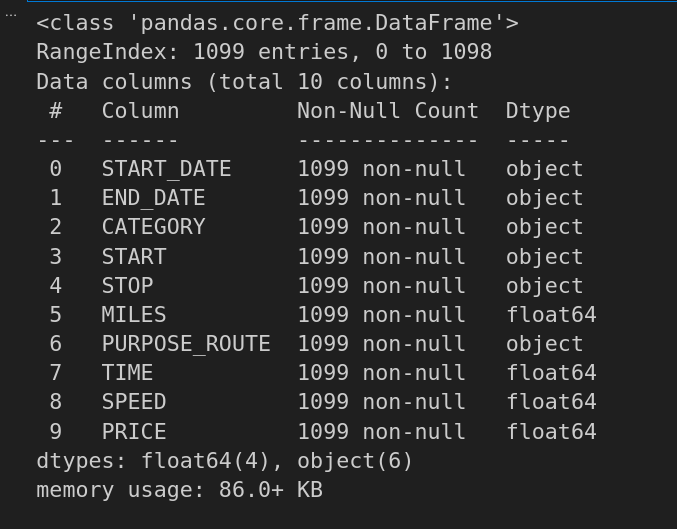 ...
<class 'pandas.core.frame.DataFrame'>
RangeIndex: 1099 entries, 0 to 1098
Data columns (total 10 columns):
 #   Column         Non-Null Count  Dtype
---  ------         --------------  -----
 0   START_DATE     1099 non-null   object
 1   END_DATE       1099 non-null   object
 2   CATEGORY       1099 non-null   object
 3   START          1099 non-null   object
 4   STOP           1099 non-null   object
 5   MILES          1099 non-null   float64
 6   PURPOSE_ROUTE  1099 non-null   object
 7   TIME           1099 non-null   float64
 8   SPEED          1099 non-null   float64
 9   PRICE          1099 non-null   float64
dtypes: float64(4), object(6)
memory usage: 86.0+ KB